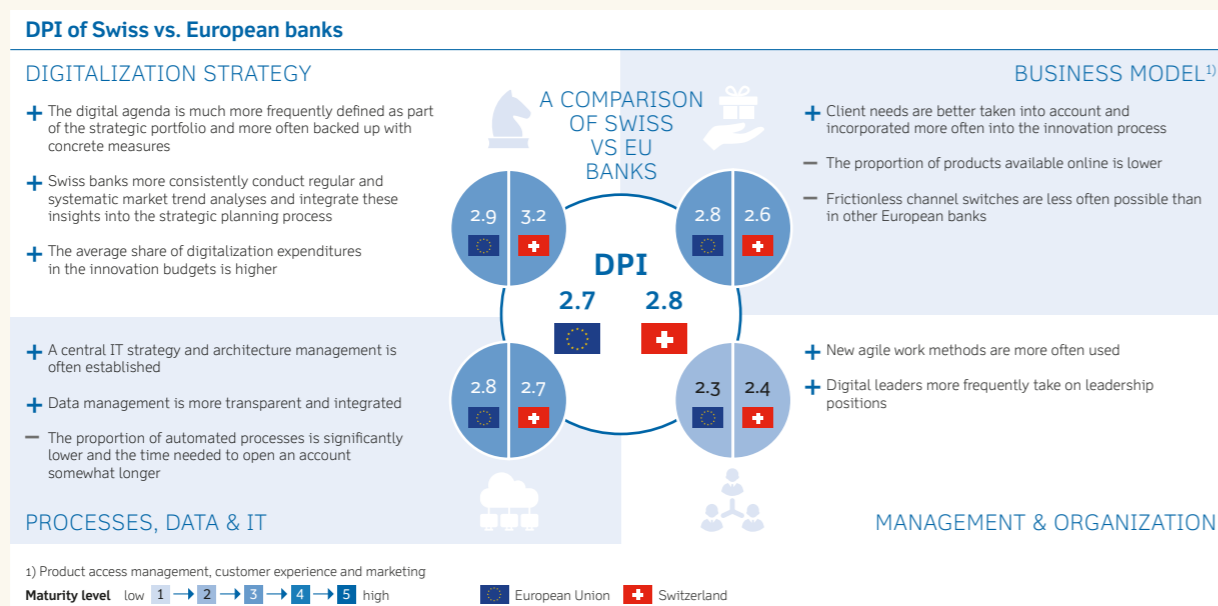 DPI of Swiss vs. European banks
DIGITALIZATION STRATEGY
+ The digital agenda is much more frequently defined as part
of the strategic portfolio and more often backed up with
concrete measures
+ Swiss banks more consistently conduct regular and
systematic market trend analyses and integrate these
insights into the strategic planning process
+ The average share of digitalization expenditures
in the innovation budgets is higher
A COMPARISON
OF SWISS
VS EU
BANKS
BUSINESS MODEL1)
+ Client needs are better taken into account and
incorporated more often into the innovation process
− The proportion of products available online is lower
− Frictionless channel switches are less often possible than
in other European banks
2.9 3.2
2.8 2.6
DPI
2.7 2.8
+ A central IT strategy and architecture management is
often established
+ Data management is more transparent and integrated
− The proportion of automated processes is significantly
lower and the time needed to open an account
somewhat longer
PROCESSES, DATA & IT
2.8 2.7
2.3 2.4
+ New agile work methods are more often used
+ Digital leaders more frequently take on leadership
positions
MANAGEMENT & ORGANIZATION
1) Product access management, customer experience and marketing
Maturity level low 1 → 2 → 3 → 4 → 5 high
European Union Switzerland